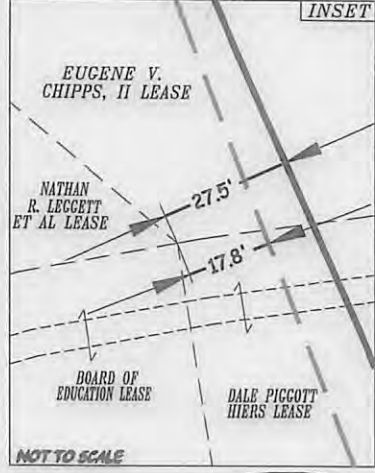 INSET
EUGENE V.
CHIPPS, II LEASE
NATHAN
R. LEGGETT
ET AL LEASE
27.5'
17.8'
BOARD OF
EDUCATION LEASE
DALE PIGGOTT
HIERS LEASE
NOT TO SCALE